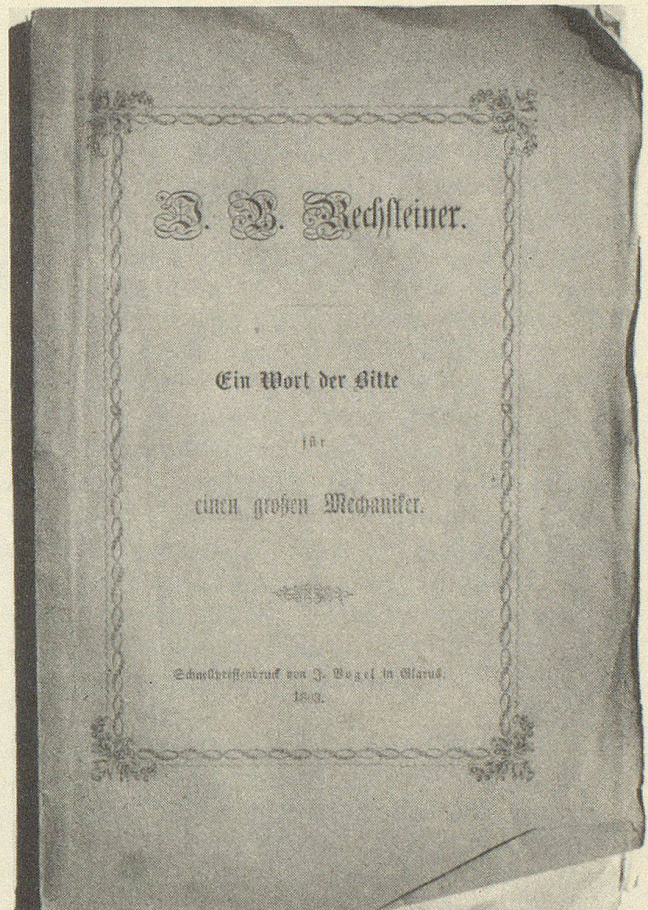 J. B. Rechsteiner.
Ein Wort der Bitte
für
einen großen Mechaniker.
Schnellpressendruck von J. Vogel in Glarus.